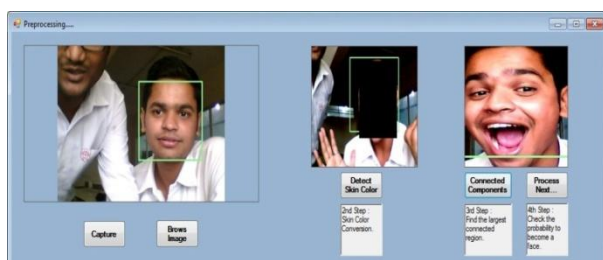 Preprocessing.....
Detect
Skin Color
Connected
Components
Process
Next...
2nd Step :
Skin Color
Conversion.
3rd Step :
Find the largest
connected
region.
4th Step :
Check the
probability to
become a
face.
Capture
Brows
Image